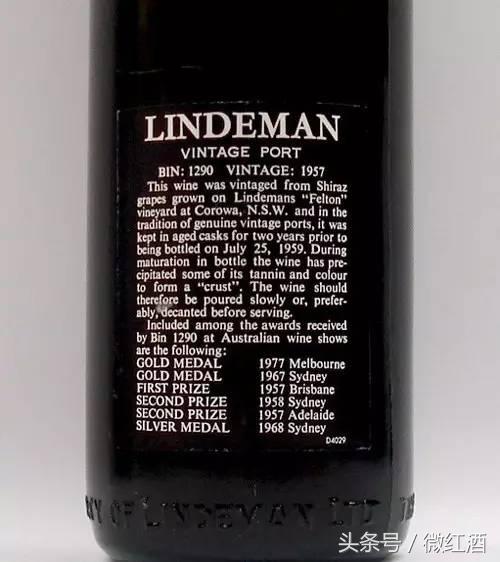 LINDEMAN
VINTAGE PORT
BIN: 1290 VINTAGE: 1957
This wine was vintaged from Shiraz
grapes grown on Lindemans "Felton"
vineyard at Corowa, N.S.W. and in the
tradition of genuine vintage ports, it was
kept in aged casks for two years prior to
being bottled on July 25, 1959. During
maturation in bottle the wine has pre-
cipitated some of its tannin and colour
to form a "crust". The wine should
therefore be poured slowly or, prefer-
ably, decanted before serving.
Included among the awards received
by Bin 1290 at Australian wine shows
are the following:
GOLD MEDAL 1977 Melbourne
GOLD MEDAL 1967 Sydney
FIRST PRIZE 1957 Brisbane
SECOND PRIZE 1958 Sydney
SECOND PRIZE 1957 Adelaide
SILVER MEDAL 1968 Sydney
D4029
OF LINDEMAN LTD
头条号 / 微红酒